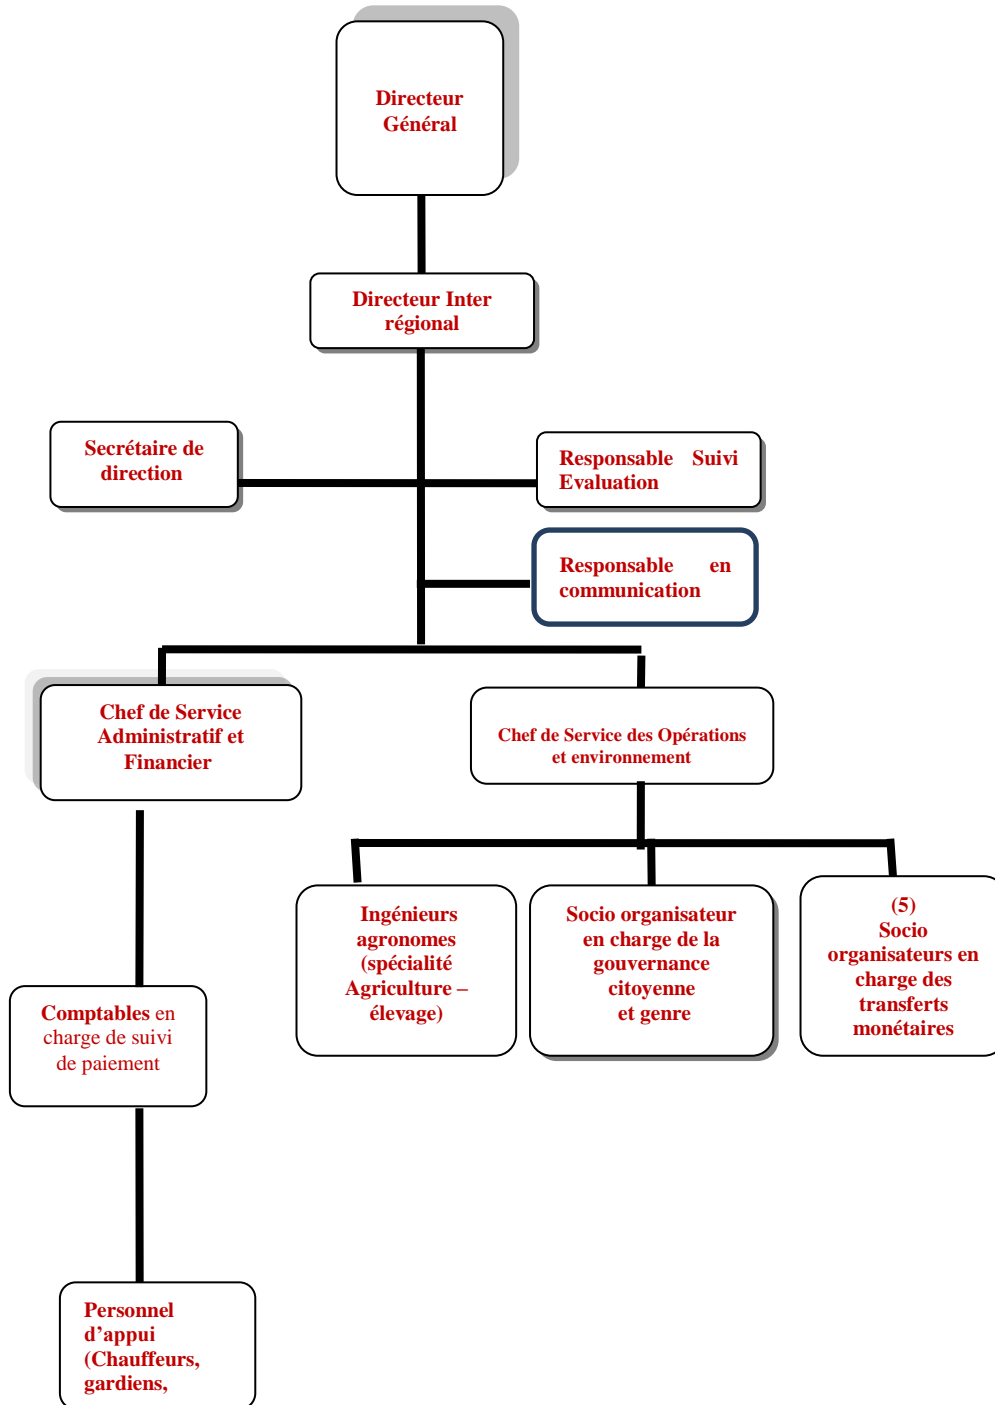 Directeur
Général
Directeur Inter
régional
Secrétaire de
direction
Responsable Suivi
Evaluation
Responsable en
communication
Chef de Service
Administratif et
Financier
Chef de Service des Opérations
et environnement
Ingénieurs
agronomes
(spécialité
Agriculture –
élevage)
Socio organisateur
en charge de la
gouvernance
citoyenne
et genre
(5)
Socio
organisateurs en
charge des
transferts
monétaires
Comptables en
charge de suivi
de paiement
Personnel
d’appui
(Chauffeurs,
gardiens,